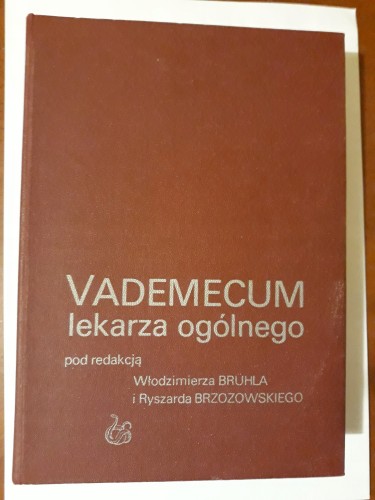 VADEMECUM
lekarza ogólnego
pod redakcją
Włodzimierza BRÜHLA
i Ryszarda BRZOZOWSKIEGO